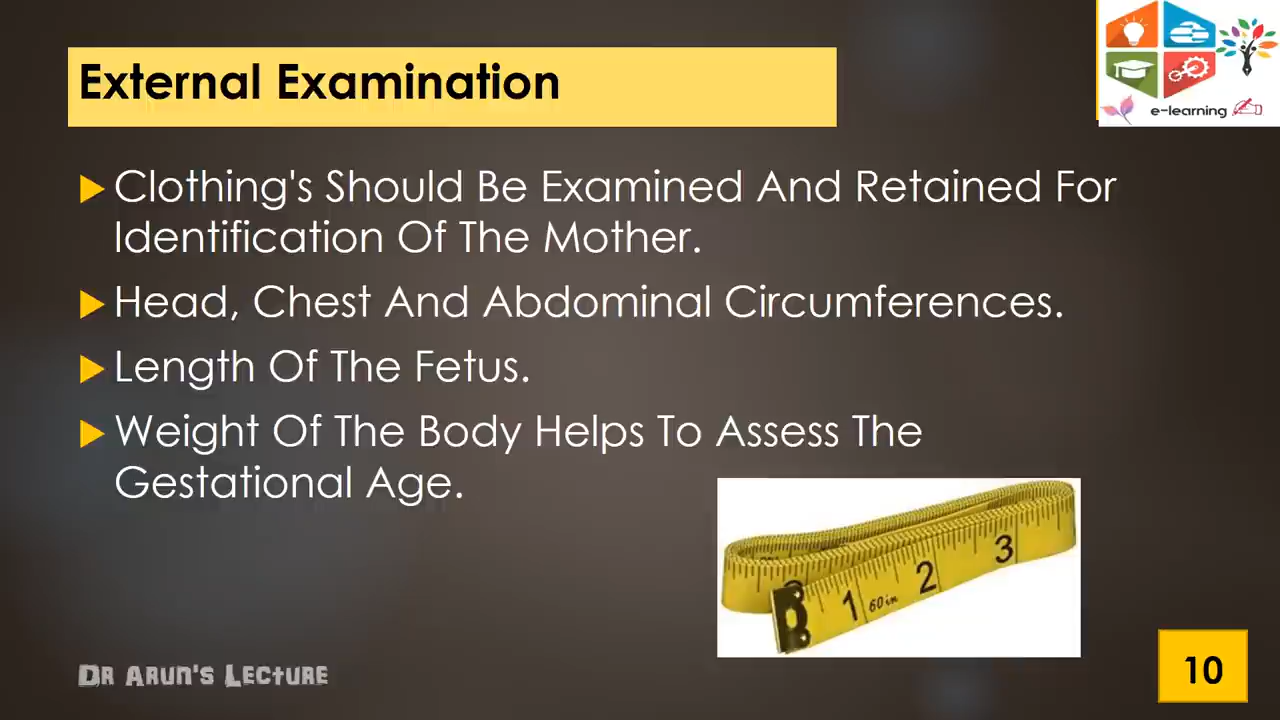 External Examination
e-learning
Clothing's Should Be Examined And Retained For
Identification Of The Mother.
Head, Chest And Abdominal Circumferences.
Length Of The Fetus.
Weight Of The Body Helps To Assess The
Gestational Age.
1 60in 2 3
Dr Arun's Lecture
10